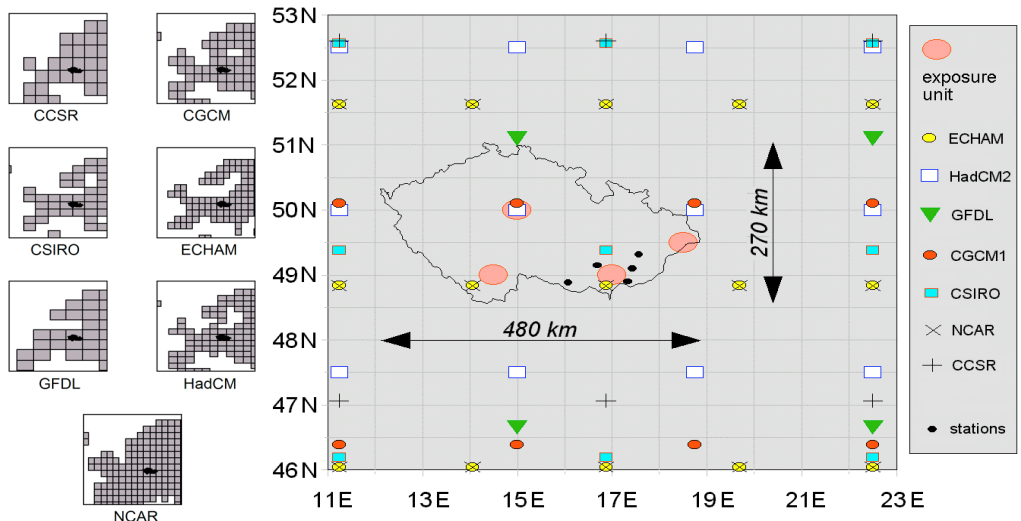 CCSR
CGCM
CSIRO
ECHAM
GFDL
HadCM
NCAR
53N
52N
51N
50N
49N
48N
47N
46N
11E
13E
15E
17E
19E
21E
23E
270 km
480 km
exposure
unit
ECHAM
HadCM2
GFDL
CGCM1
CSIRO
NCAR
CCSR
stations